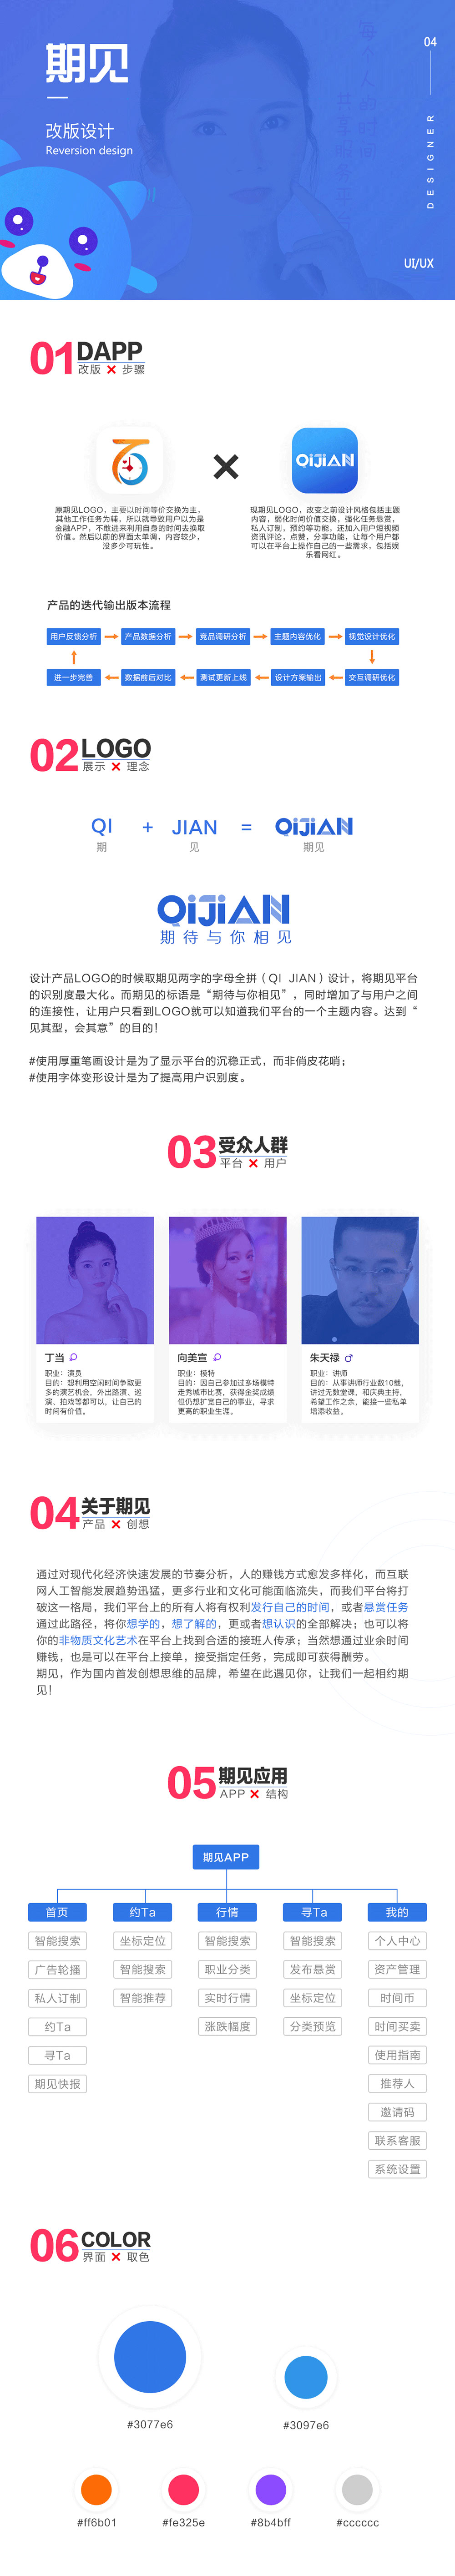 期见
改版设计
Reversion design
每个人的时间
共享服务平台
04
DESIGNER
UI/UX
01 DAPP
改版 × 步骤
QIJIAN
原期见LOGO，主要以时间等价交换为主，
其他工作任务为辅，所以就导致用户以为是
金融APP，不敢进来利用自身的时间去换取
价值。然后以前的界面太单调，内容较少，
没多少可玩性。
现期见LOGO，改变之前设计风格包括主题
内容，弱化时间价值交换，强化任务悬赏，
私人订制，预约等功能，还加入用户短视频
资讯评论，点赞，分享功能，让每个用户都
可以在平台上操作自己的一些需求，包括娱
乐看网红。
产品的迭代输出版本流程
用户反馈分析
产品数据分析
竞品调研分析
主题内容优化
视觉设计优化
进一步完善
数据前后对比
测试更新上线
设计方案输出
交互调研优化
02 LOGO
展示 × 理念
QI + JIAN = QIJIAN
期 见 期见
QIJIAN
期待与你相见
设计产品LOGO的时候取期见两字的字母全拼（QI JIAN）设计，将期见平台
的识别度最大化。而期见的标语是“期待与你相见”，同时增加了与用户之间
的连接性，让用户只看到LOGO就可以知道我们平台的一个主题内容。达到“
见其型，会其意”的目的！
#使用厚重笔画设计是为了显示平台的沉稳正式，而非俏皮花哨；
#使用字体变形设计是为了提高用户识别度。
03 受众人群
平台 × 用户
丁当
职业：演员
目的：想利用空闲时间争取更
多的演艺机会，外出路演、巡
演、拍戏等都可以，让自己的
时间有价值。
向美宣
职业：模特
目的：因自己参加过多场模特
走秀城市比赛，获得金奖成绩
但仍想扩宽自己的事业，寻求
更高的职业生涯。
朱天禄
职业：讲师
目的：从事讲师行业数10载，
讲过无数堂课，和庆典主持，
希望工作之余，能接一些私单
增添收益。
04 关于期见
产品 × 创想
通过对现代化经济快速发展的节奏分析，人的赚钱方式愈发多样化，而互联
网人工智能发展趋势迅猛，更多行业和文化可能面临流失，而我们平台将打
破这一格局，我们平台上的所有人将有权利发行自己的时间，或者悬赏任务
通过此路径，将你想学的，想了解的，更或者想认识的全部解决；也可以将
你的非物质文化艺术在平台上找到合适的接班人传承；当然想通过业余时间
赚钱，也是可以在平台上接单，接受指定任务，完成即可获得酬劳。
期见，作为国内首发创想思维的品牌，希望在此遇见你，让我们一起相约期
见！
05 期见应用
APP × 结构
期见APP
首页
智能搜索
广告轮播
私人订制
约Ta
寻Ta
期见快报
约Ta
坐标定位
智能搜索
智能推荐
行情
智能搜索
职业分类
实时行情
涨跌幅度
寻Ta
智能搜索
发布悬赏
坐标定位
分类预览
我的
个人中心
资产管理
时间币
时间买卖
使用指南
推荐人
邀请码
联系客服
系统设置
06 COLOR
界面 × 取色
#3077e6
#3097e6
#ff6b01
#fe325e
#8b4bff
#cccccc